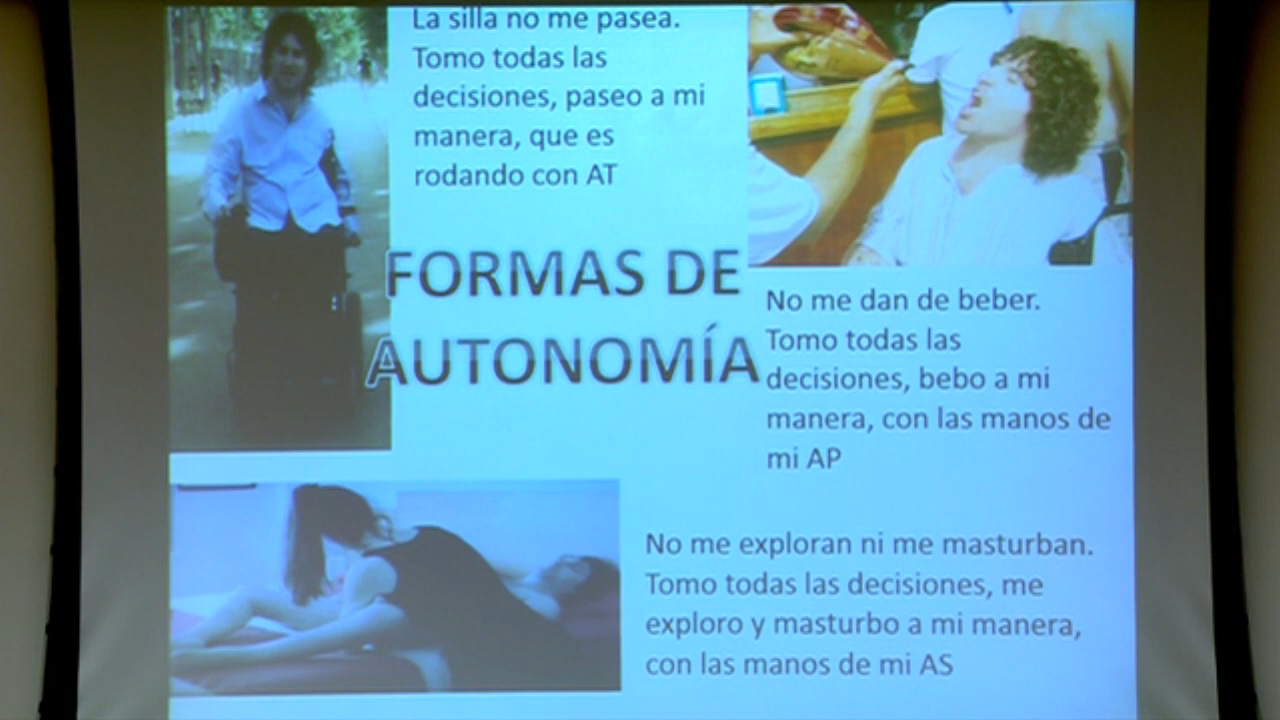 La silla no me pasea.
Tomo todas las
decisiones, paseo a mi
manera, que es
rodando con AT
FORMAS DE
AUTONOMÍA
No me dan de beber.
Tomo todas las
decisiones, bebo a mi
manera, con las manos de
mi AP
No me exploran ni me masturban.
Tomo todas las decisiones, me
exploro y masturbo a mi manera,
con las manos de mi AS